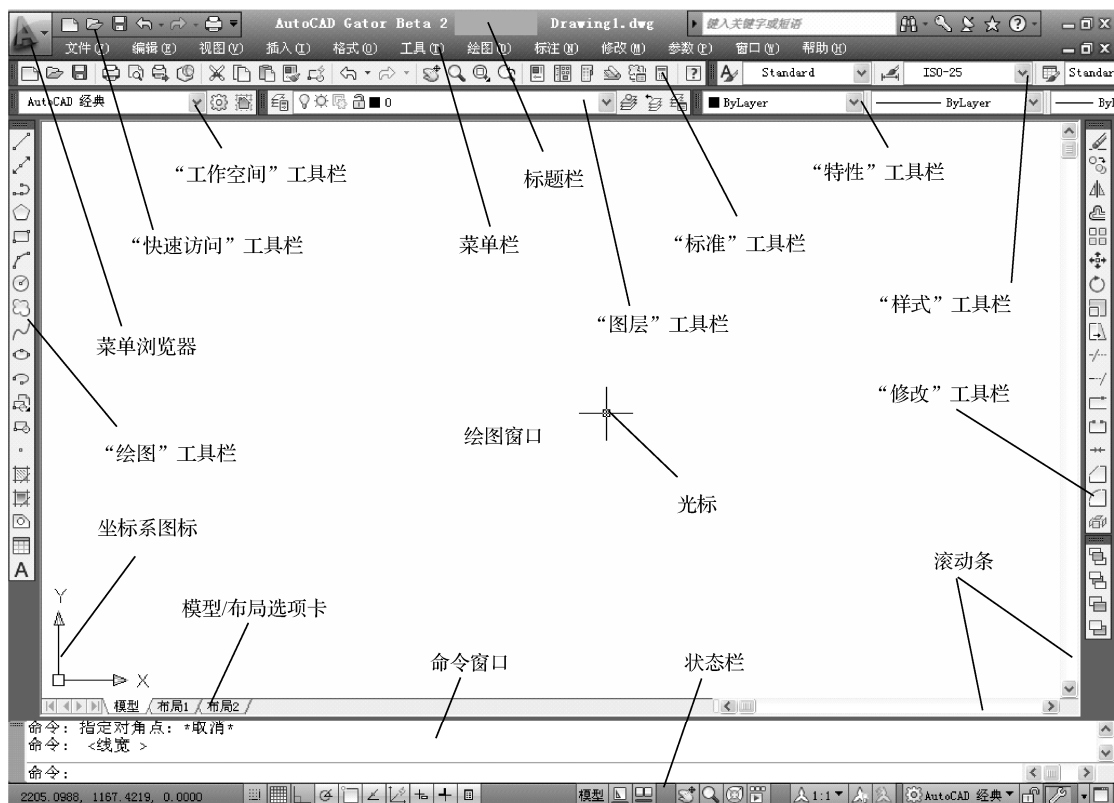 AutoCAD Gator Beta 2 Drawing1.dwg 键入关键字或短语
文件(F) 编辑(E) 视图(V) 插入(I) 格式(O) 工具(T) 绘图(D) 标注(N) 修改(M) 参数(P) 窗口(W) 帮助(H)
Standard ISO-25 Standar
AutoCAD 经典 0 ByLayer ByLayer ByL
“工作空间”工具栏 标题栏 “特性”工具栏
“快速访问”工具栏 菜单栏 “标准”工具栏
“样式”工具栏
“图层”工具栏
菜单浏览器
“修改”工具栏
绘图窗口
“绘图”工具栏
光标
坐标系图标
滚动条
Y
模型/布局选项卡
命令窗口 状态栏
X
模型 布局1 布局2
命令: 指定对角点: *取消*
命令: <线宽 >
命令:
2205.0988, 1167.4219, 0.0000 模型 1:1 AutoCAD 经典